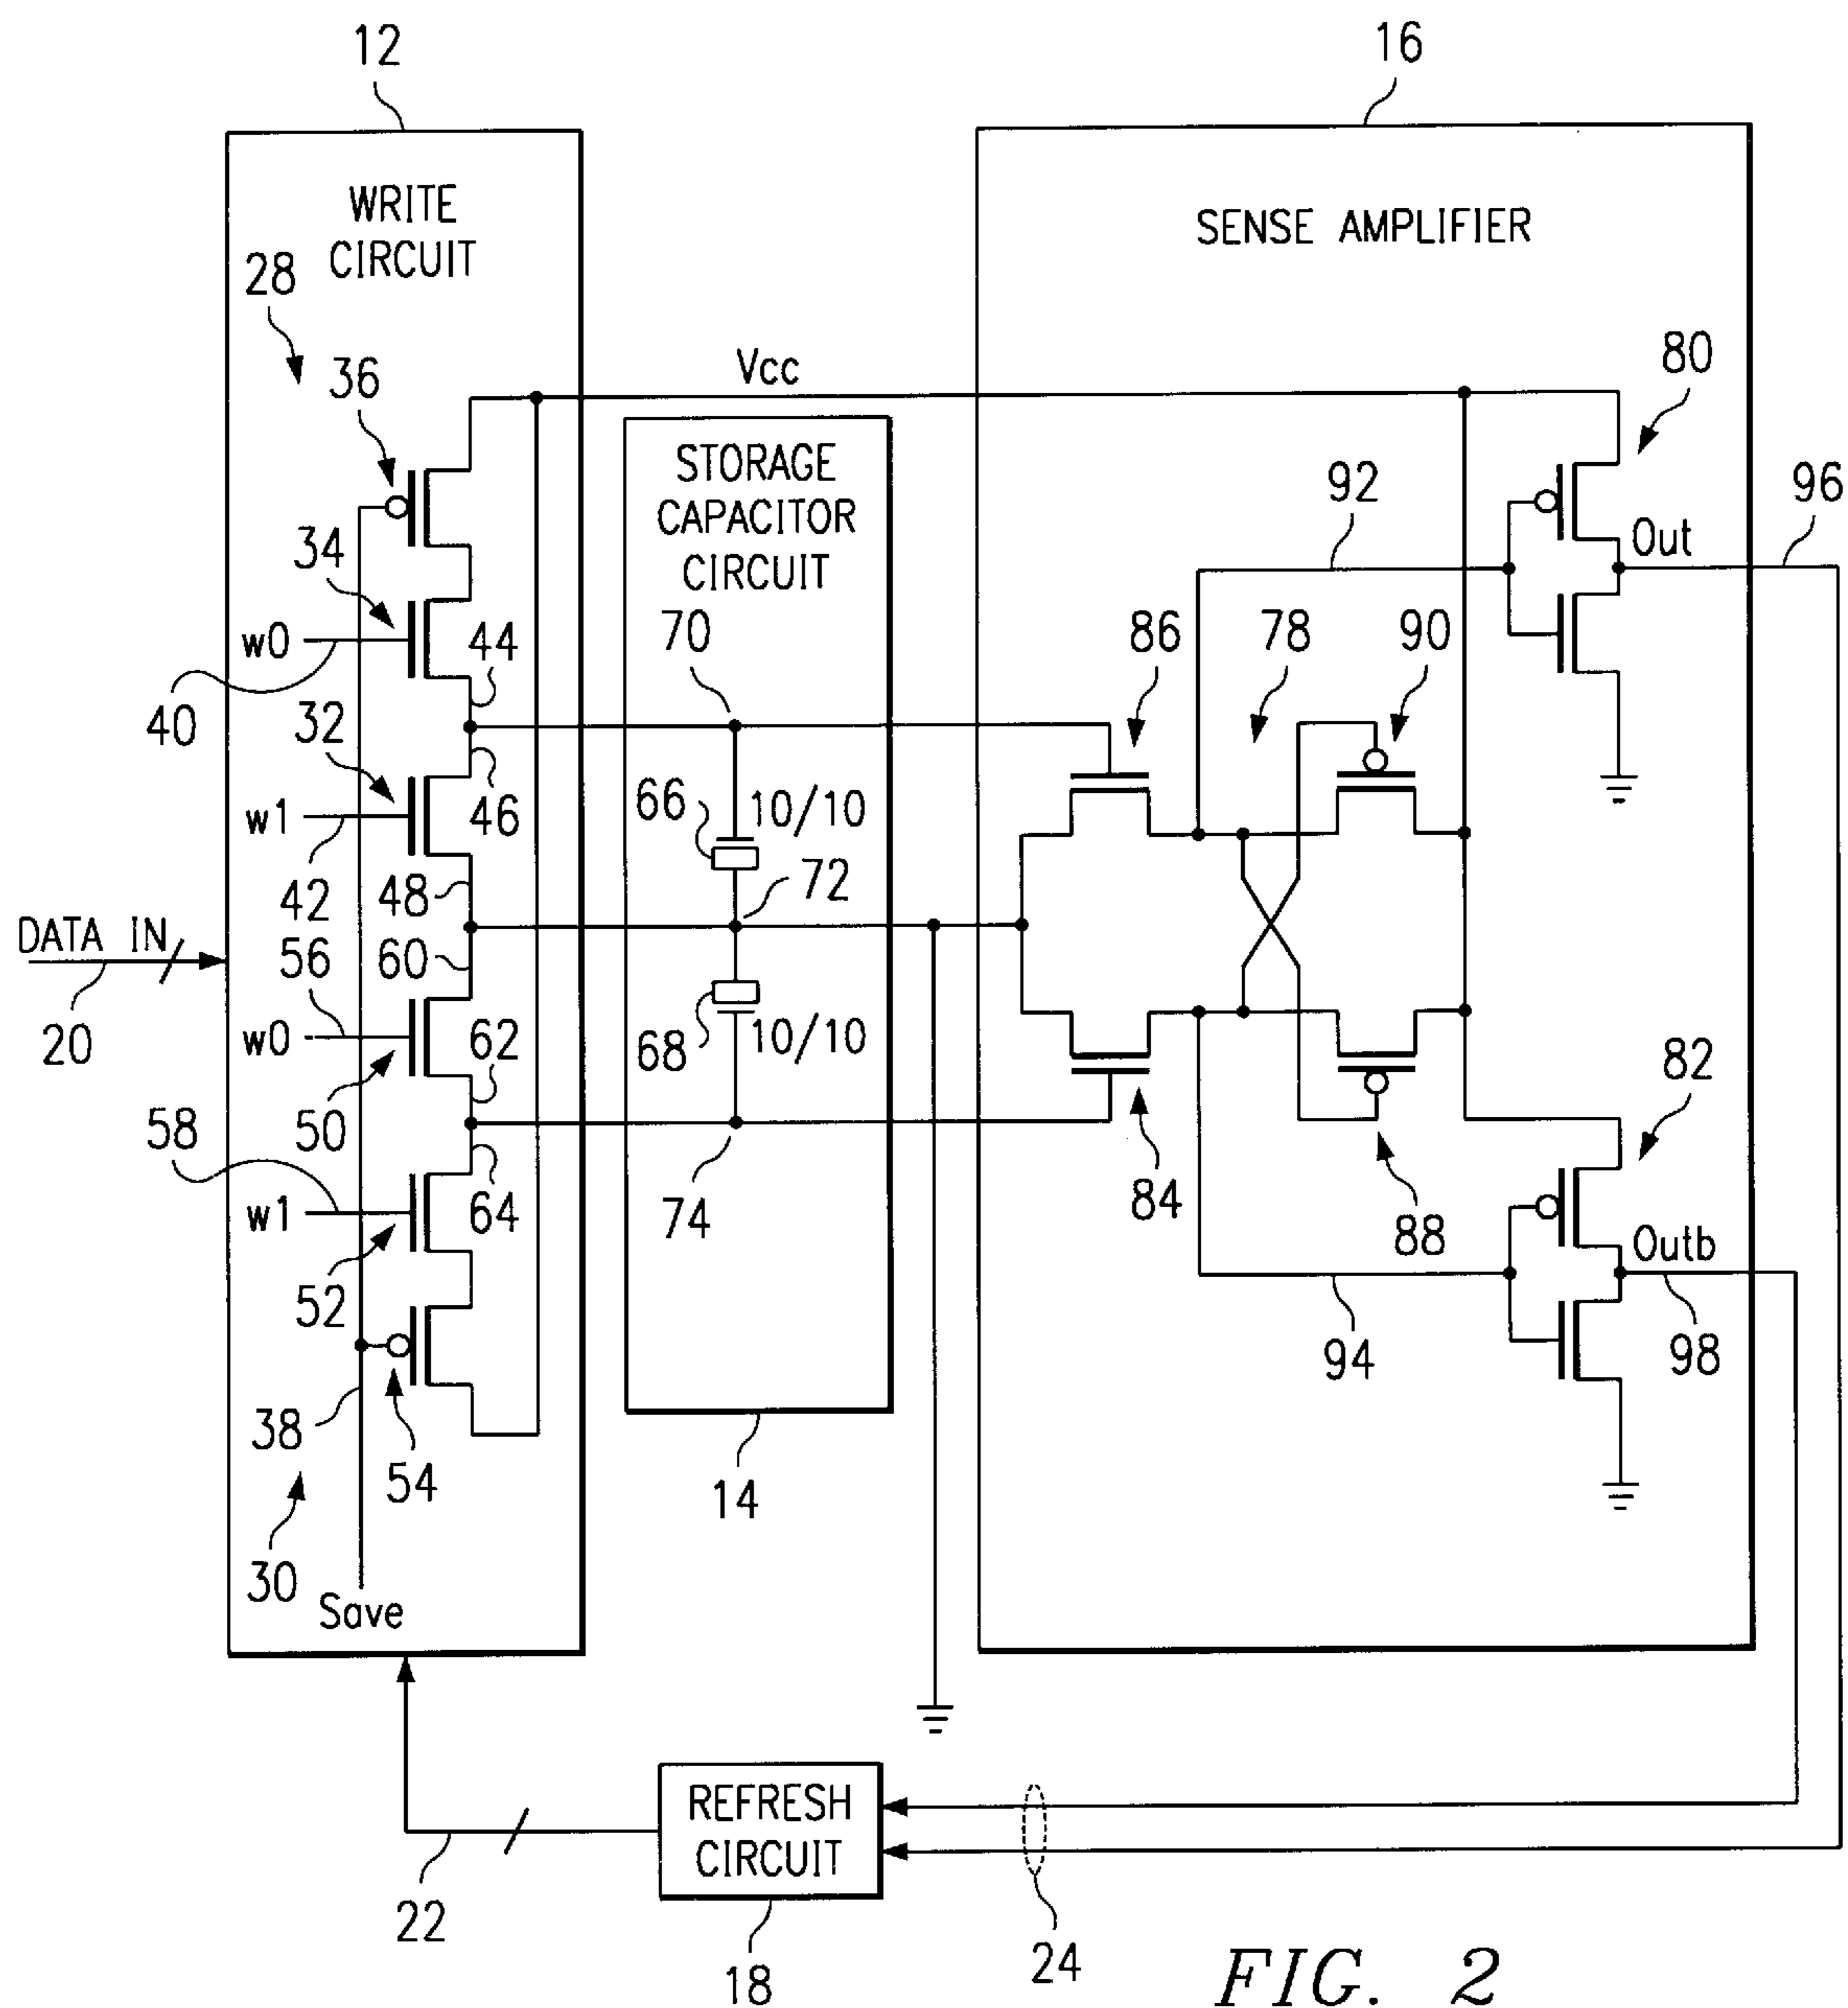 12
16
WRITE
CIRCUIT
SENSE AMPLIFIER
28
36
Vcc
80
STORAGE
CAPACITOR
CIRCUIT
92
96
34
Out
w0
44
70
86
78
90
40
32
w1
46
66
10/10
72
42
48
DATA IN
56
60
20
w0
62
68
10/10
82
58
50
w1
64
74
84
88
Outb
52
94
98
38
54
14
30
Save
REFRESH
CIRCUIT
22
18
24
FIG. 2